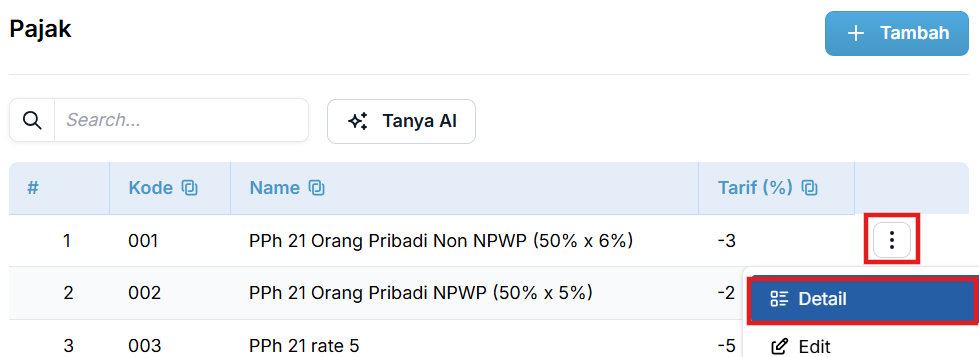 Pajak
+ Tambah
Search...
Tanya AI
# Kode Name Tarif (%)
1 001 PPh 21 Orang Pribadi Non NPWP (50% x 6%) -3
2 002 PPh 21 Orang Pribadi NPWP (50% x 5%) -2
Detail
3 003 PPh 21 rate 5 -5
Edit